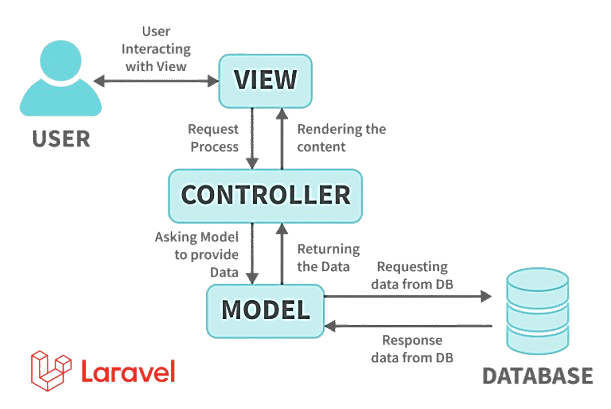 User
Interacting
with View
VIEW
USER
Request
Process
Rendering the
content
CONTROLLER
Asking Model
to provide
Data
Returning
the Data
Requesting
data from DB
MODEL
Response
data from DB
Laravel
DATABASE